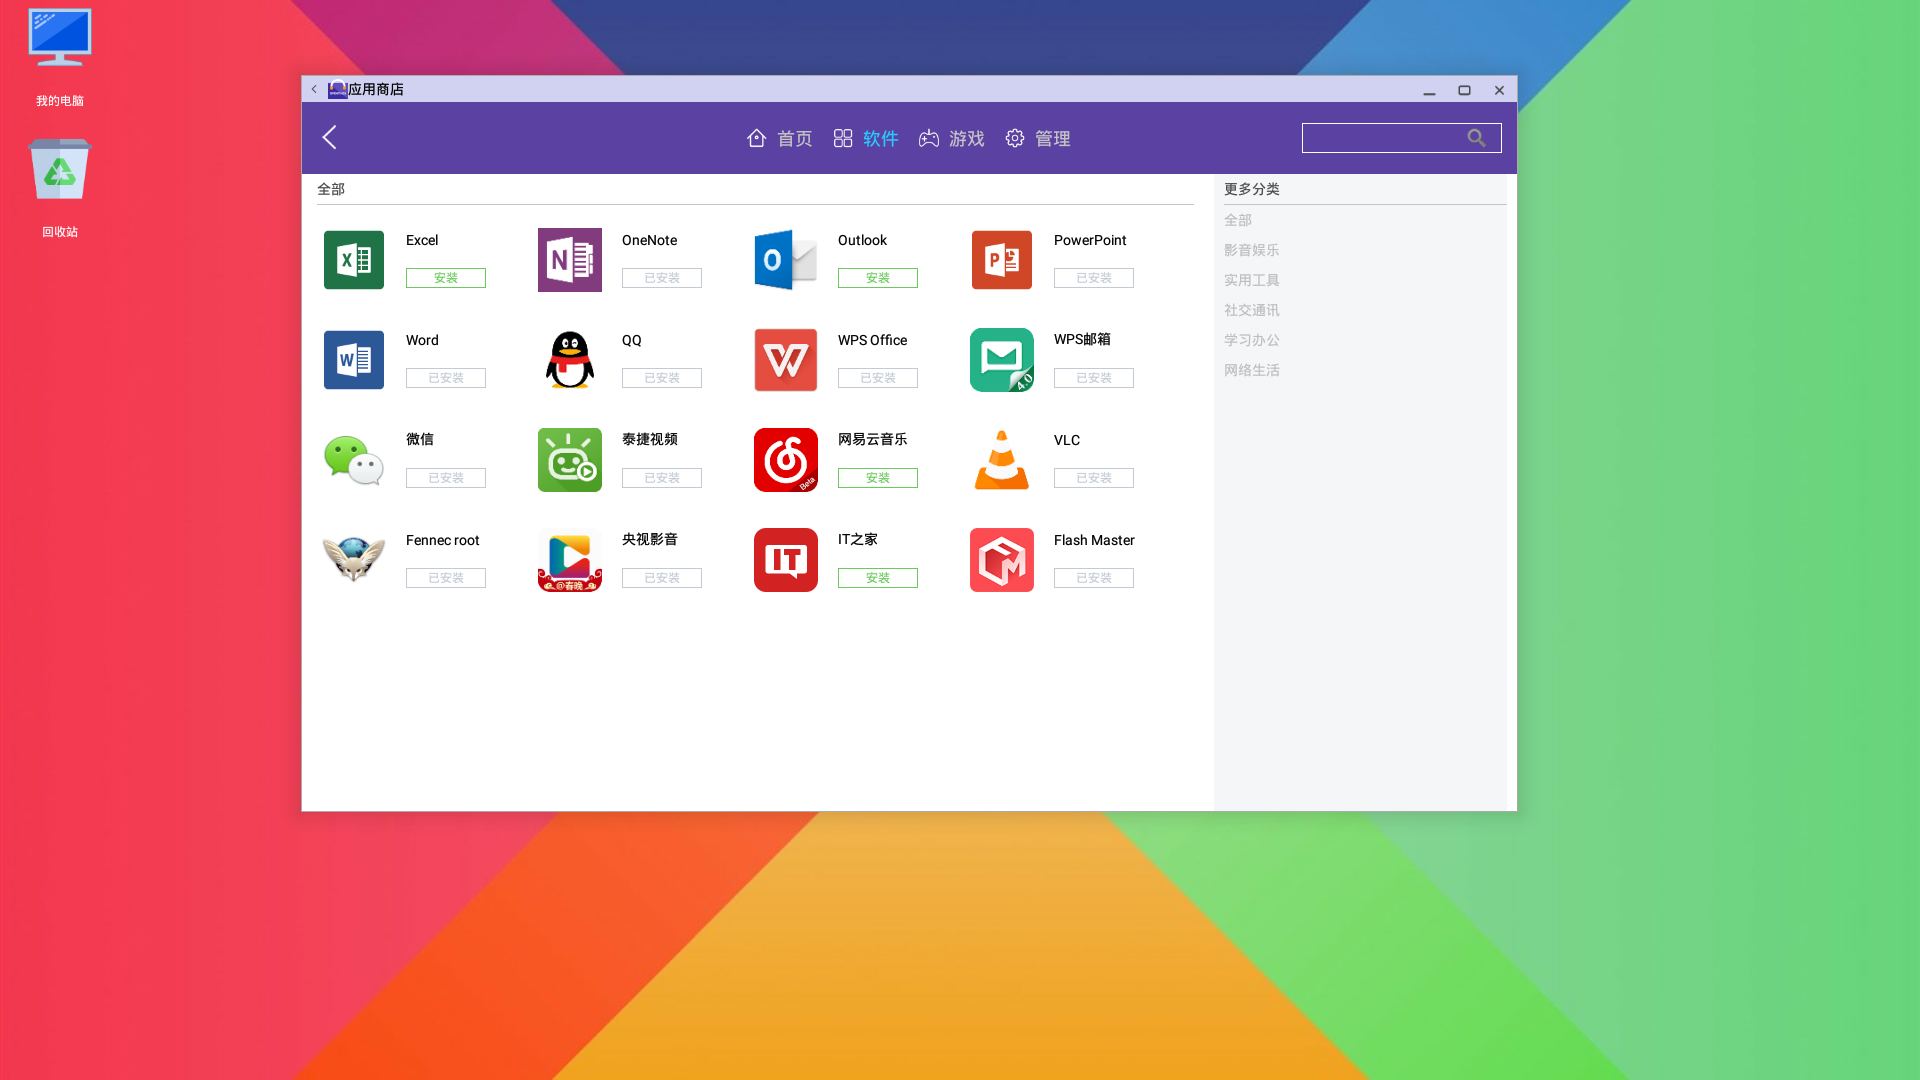 我的电脑
回收站
应用商店
首页 软件 游戏 管理
全部
Excel
安装
OneNote
已安装
Outlook
安装
PowerPoint
已安装
Word
已安装
QQ
已安装
WPS Office
已安装
WPS邮箱
已安装
4.0
微信
已安装
泰捷视频
已安装
网易云音乐
安装
Beta
VLC
已安装
Fennec root
已安装
央视影音
已安装
@春晚
IT之家
安装
IT
Flash Master
已安装
更多分类
全部
影音娱乐
实用工具
社交通讯
学习办公
网络生活